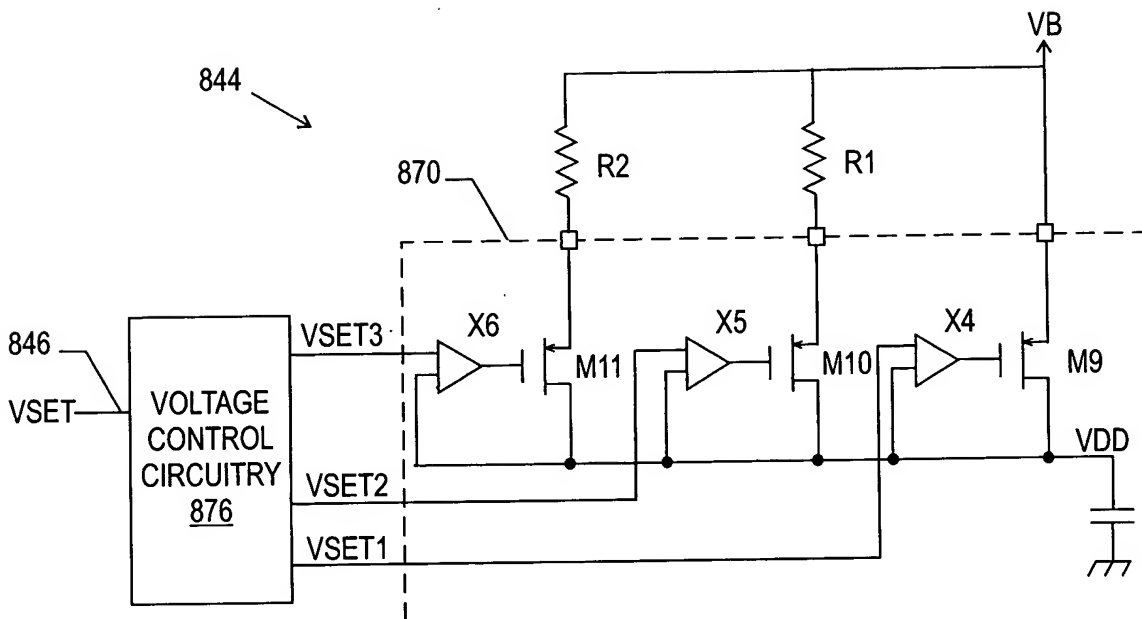 VB
844
R2
R1
870
X6
X5
X4
VSET3
846
M11
M10
M9
VSET
VOLTAGE
CONTROL
CIRCUITRY
876
VDD
VSET2
VSET1